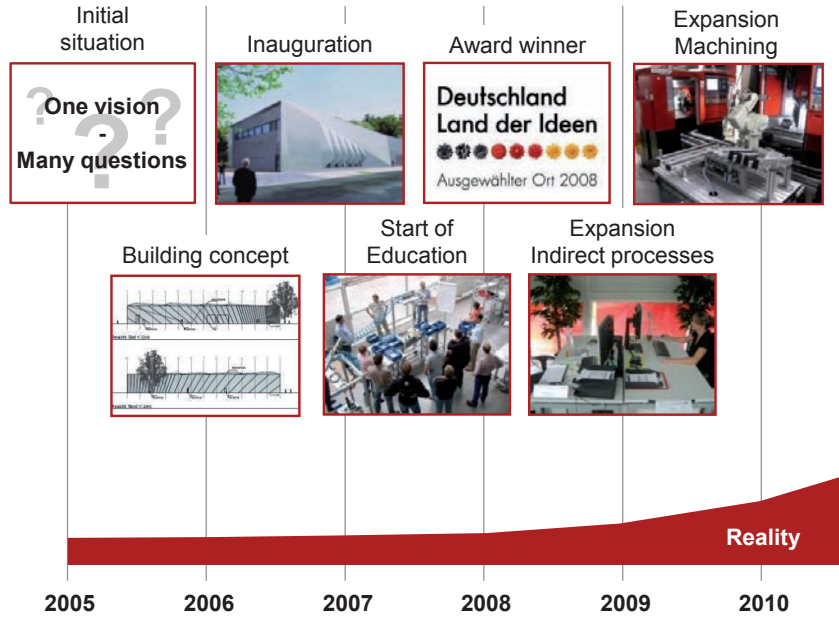 Initial
situation
Inauguration
Award winner
Expansion
Machining
One vision
-
Many questions
? ? ?
Deutschland
Land der Ideen
Ausgewählter Ort 2008
Building concept
Start of
Education
Expansion
Indirect processes
Reality
2005
2006
2007
2008
2009
2010